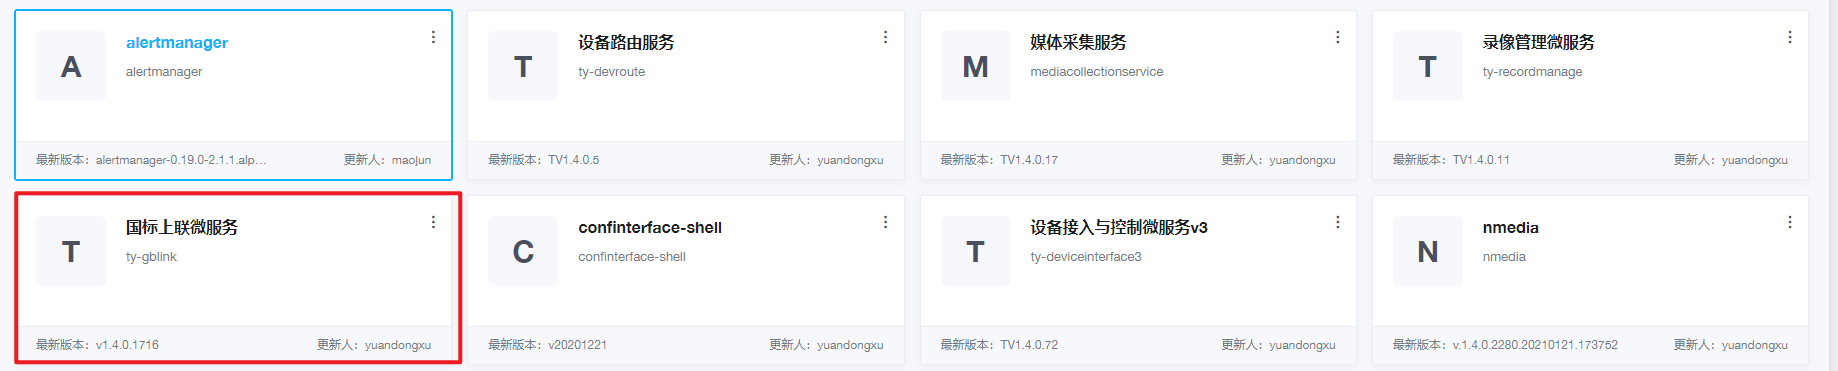 A
alertmanager
alertmanager
最新版本：alertmanager-0.19.0-2.1.1.alp...
更新人：maojun
T
设备路由服务
ty-devroute
最新版本：TV1.4.0.5
更新人：yuandongxu
M
媒体采集服务
mediacollectionservice
最新版本：TV1.4.0.17
更新人：yuandongxu
T
录像管理微服务
ty-recordmanage
最新版本：TV1.4.0.11
更新人：yuandongxu
T
国标上联微服务
ty-gblink
最新版本：v1.4.0.1716
更新人：yuandongxu
C
confinterface-shell
confinterface-shell
最新版本：v20201221
更新人：yuandongxu
T
设备接入与控制微服务v3
ty-deviceinterface3
最新版本：TV1.4.0.72
更新人：yuandongxu
N
nmedia
nmedia
最新版本：v.1.4.0.2280.20210121.173752
更新人：yuandongxu